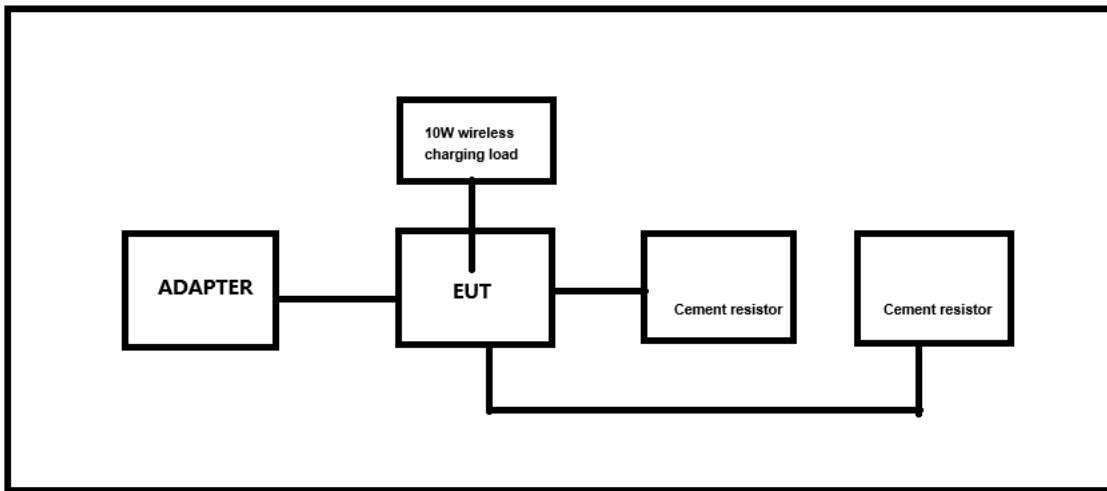 10W wireless
charging load
ADAPTER
EUT
Cement resistor
Cement resistor